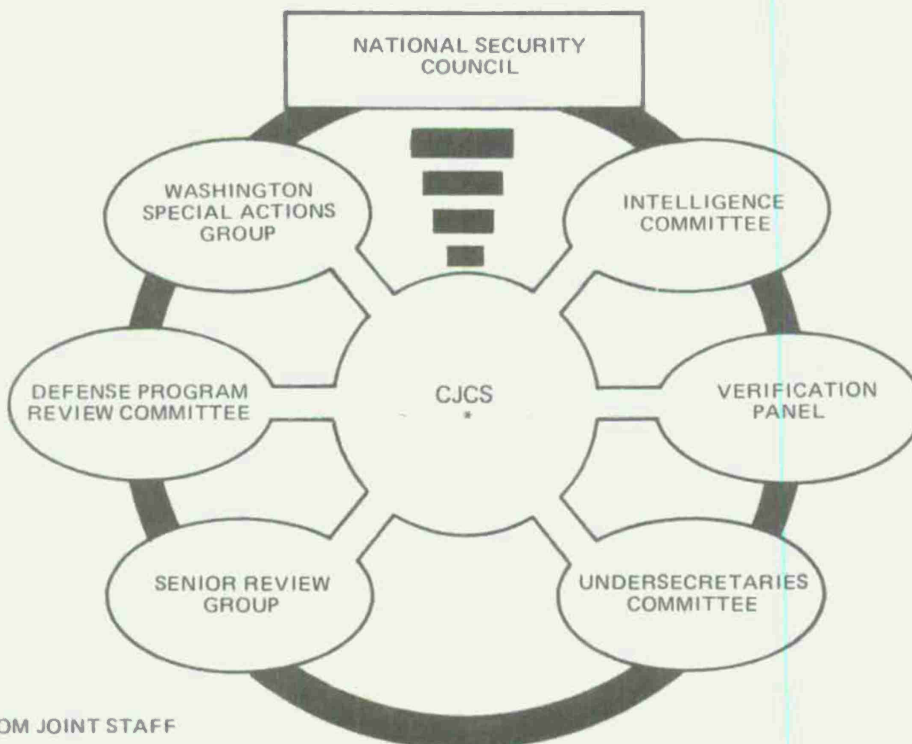 NATIONAL SECURITY
COUNCIL
WASHINGTON
SPECIAL ACTIONS
GROUP
INTELLIGENCE
COMMITTEE
DEFENSE PROGRAM
REVIEW COMMITTEE
CJCS
*
VERIFICATION
PANEL
SENIOR REVIEW
GROUP
UNDERSECRETARIES
COMMITTEE
JOINT STAFF